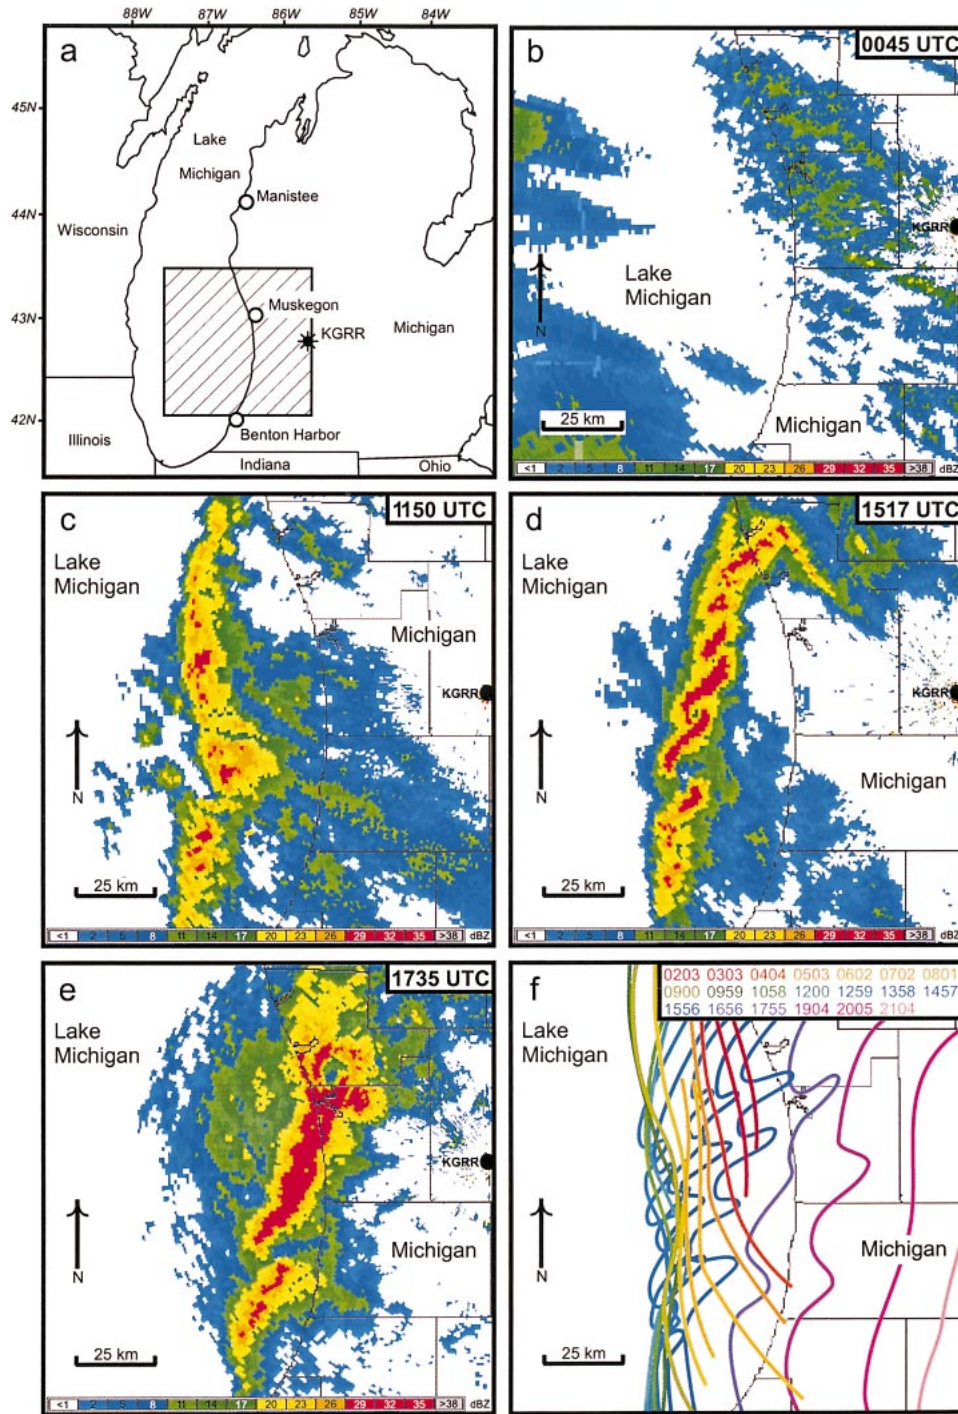 88W 87W 86W 85W 84W
a
45N
Lake
Michigan
Manistee
44N
Wisconsin
Muskegon
43N
KGRR
Michigan
42N
Benton Harbor
Illinois
Indiana
Ohio
b
0045 UTC
KGRR
Lake
Michigan
N
25 km
Michigan
<1 2 5 8 11 14 17 20 23 26 29 32 35 >38 dBZ
c
1150 UTC
Lake
Michigan
Michigan
KGRR
N
25 km
<1 2 5 8 11 14 17 20 23 26 29 32 35 >38 dBZ
d
1517 UTC
Lake
Michigan
Michigan
KGRR
N
Michigan
25 km
<1 2 5 8 11 14 17 20 23 26 29 32 35 >38 dBZ
e
1735 UTC
Lake
Michigan
KGRR
Michigan
N
25 km
<1 2 5 8 11 14 17 20 23 26 29 32 35 >38 dBZ
f
0203 0303 0404 0503 0602 0702 0801
0900 0959 1058 1200 1259 1358 1457
1556 1656 1755 1904 2005 2104
Lake
Michigan
KGRR
Michigan
N
25 km